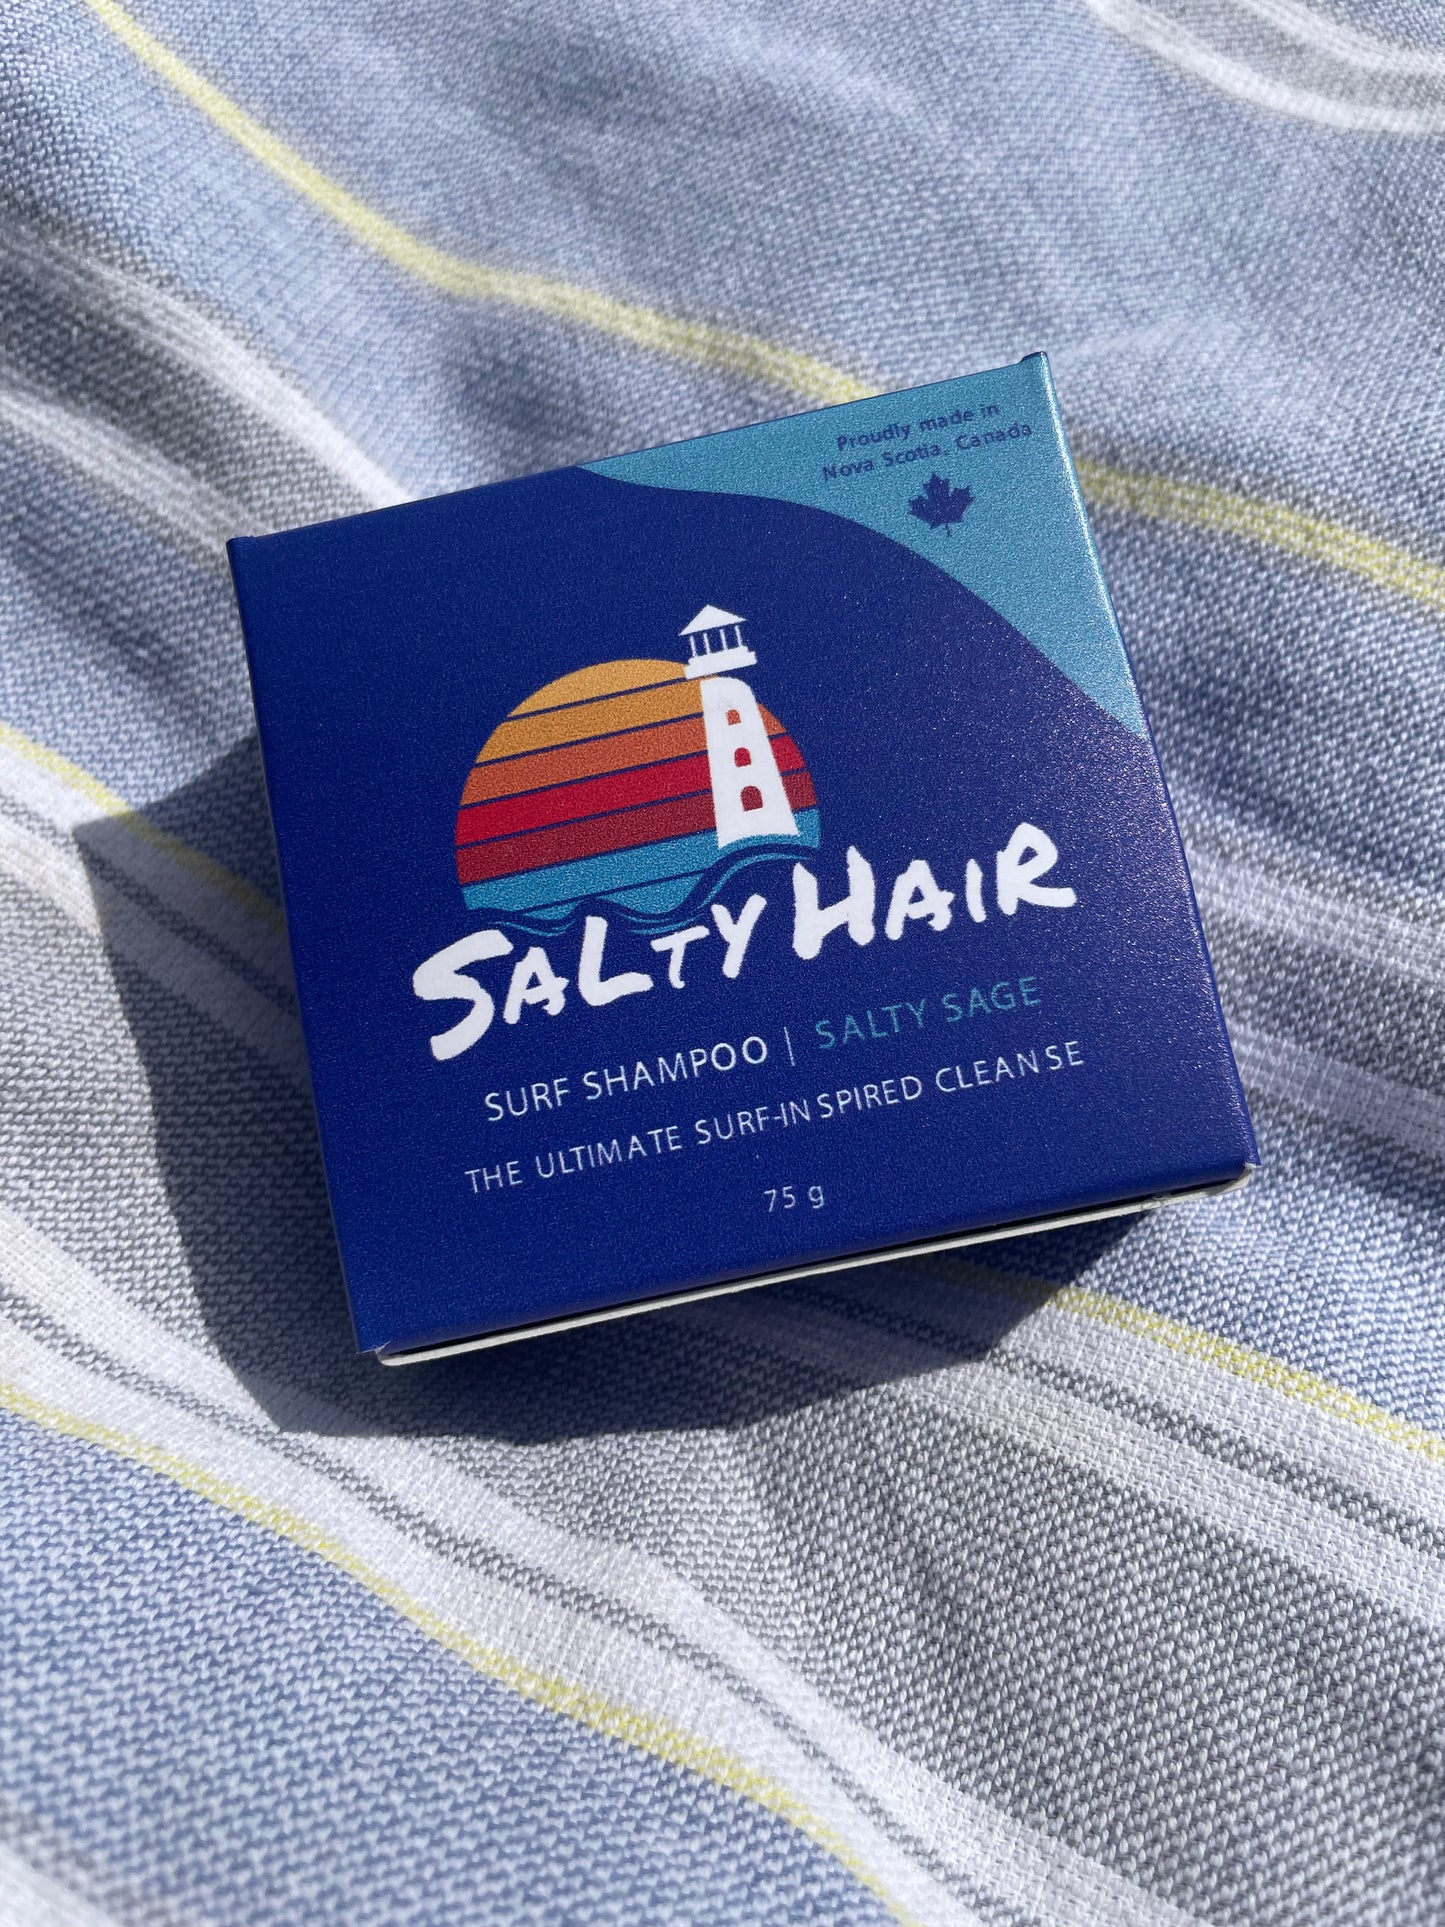 Proudly made in
Nova Scotia, Canada
SALTY HAIR
SURF SHAMPOO | SALTY SAGE
THE ULTIMATE SURF-INSPIRED CLEANSE
75 g